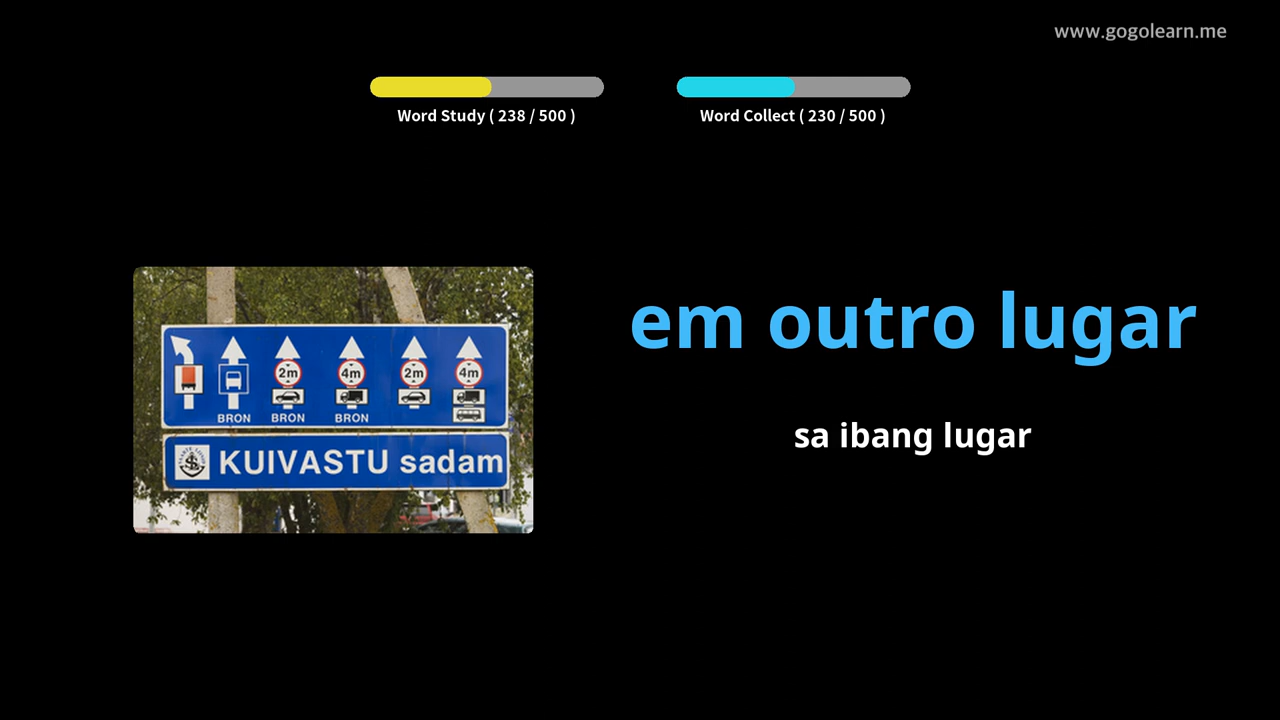 www.gogolearn.me
Word Study ( 238 / 500 )
Word Collect ( 230 / 500 )
em outro lugar
sa ibang lugar
2m 4m 2m 4m
BRON BRON BRON
KUIVASTU sadam